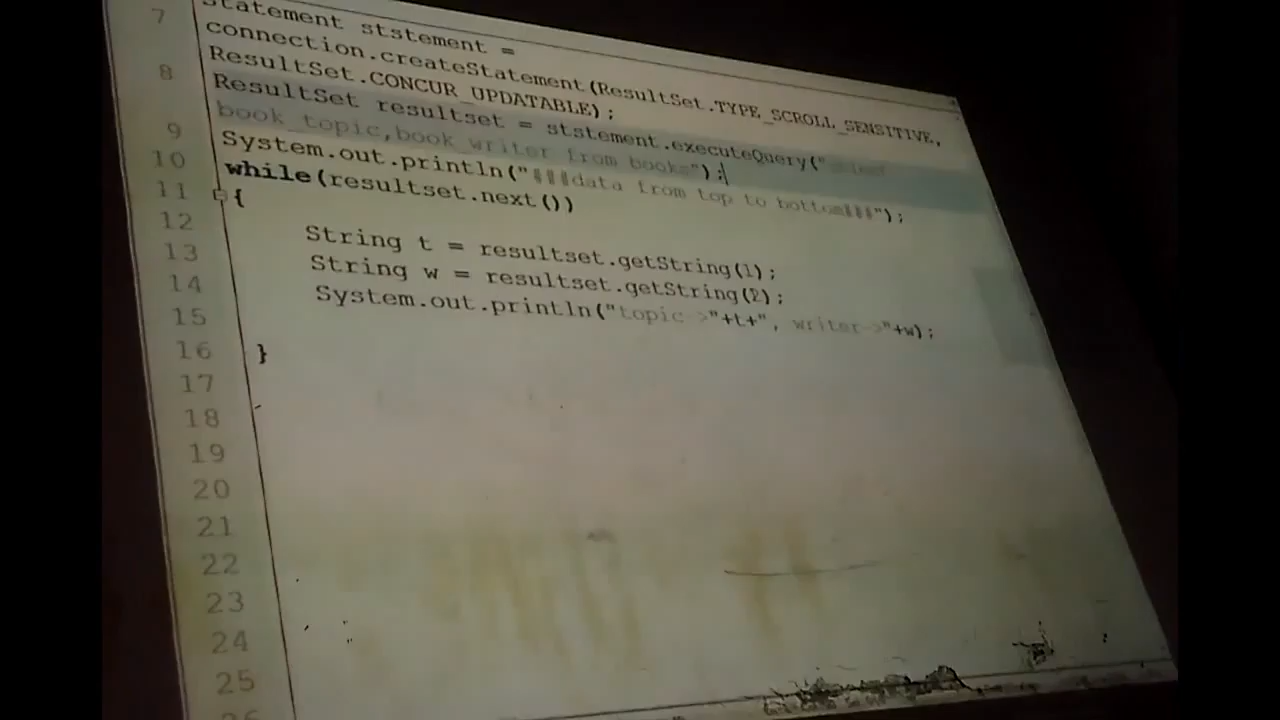 7 Statement ststement =
connection.createStatement(ResultSet.TYPE_SCROLL_SENSITIVE,
ResultSet.CONCUR_UPDATABLE);
8 ResultSet resultset = ststement.executeQuery("select
book_topic,book_writer from books");
9 System.out.println("###data from top to bottom###");
10 while(resultset.next())
11 {
12
13 String t = resultset.getString(1);
14 String w = resultset.getString(2);
15 System.out.println("topic->"+t+", writer->"+w);
16 }
17
18
19
20
21
22
23
24
25
26